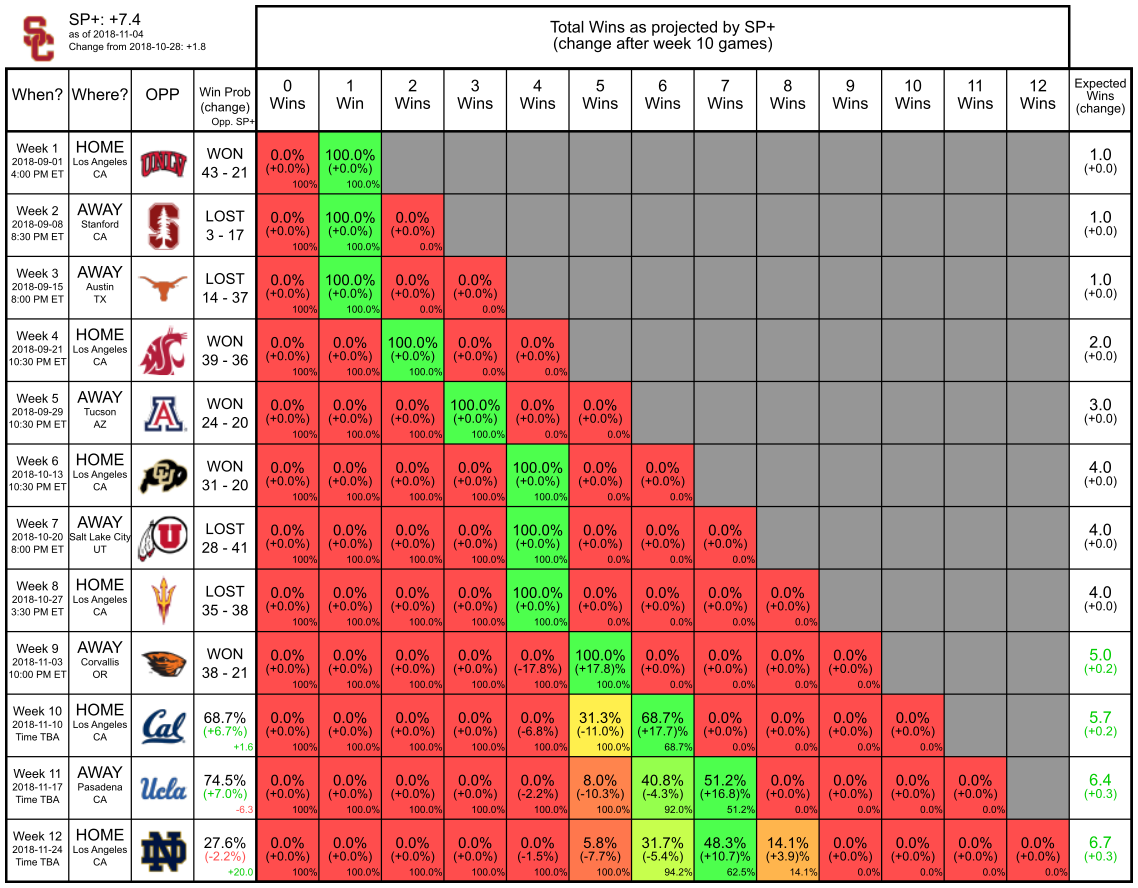 SP+: +7.4
as of 2018-11-04
Change from 2018-10-28: +1.8
Total Wins as projected by SP+
(change after week 10 games)
When? Where? OPP Win Prob (change) Opp. SP+ 0 Wins 1 Win 2 Wins 3 Wins 4 Wins 5 Wins 6 Wins 7 Wins 8 Wins 9 Wins 10 Wins 11 Wins 12 Wins Expected Wins (change)
Week 1 2018-09-01 4:00 PM ET HOME Los Angeles CA UNLV WON 43 - 21 0.0% (+0.0%) 100% 100.0% (+0.0%) 100.0% 1.0 (+0.0)
Week 2 2018-09-08 8:30 PM ET AWAY Stanford CA S LOST 3 - 17 0.0% (+0.0%) 100% 100.0% (+0.0%) 100.0% 0.0% (+0.0%) 0.0% 1.0 (+0.0)
Week 3 2018-09-15 8:00 PM ET AWAY Austin TX LOST 14 - 37 0.0% (+0.0%) 100% 100.0% (+0.0%) 100.0% 0.0% (+0.0%) 0.0% 0.0% (+0.0%) 0.0% 1.0 (+0.0)
Week 4 2018-09-21 10:30 PM ET HOME Los Angeles CA WSU WON 39 - 36 0.0% (+0.0%) 100% 0.0% (+0.0%) 100.0% 100.0% (+0.0%) 100.0% 0.0% (+0.0%) 0.0% 0.0% (+0.0%) 0.0% 2.0 (+0.0)
Week 5 2018-09-29 10:30 PM ET AWAY Tucson AZ A WON 24 - 20 0.0% (+0.0%) 100% 0.0% (+0.0%) 100.0% 0.0% (+0.0%) 100.0% 100.0% (+0.0%) 100.0% 0.0% (+0.0%) 0.0% 0.0% (+0.0%) 0.0% 3.0 (+0.0)
Week 6 2018-10-13 10:30 PM ET HOME Los Angeles CA CU WON 31 - 20 0.0% (+0.0%) 100% 0.0% (+0.0%) 100.0% 0.0% (+0.0%) 100.0% 0.0% (+0.0%) 100.0% 100.0% (+0.0%) 100.0% 0.0% (+0.0%) 0.0% 0.0% (+0.0%) 0.0% 4.0 (+0.0)
Week 7 2018-10-20 8:00 PM ET AWAY Salt Lake City UT U LOST 28 - 41 0.0% (+0.0%) 100% 0.0% (+0.0%) 100.0% 0.0% (+0.0%) 100.0% 0.0% (+0.0%) 100.0% 100.0% (+0.0%) 100.0% 0.0% (+0.0%) 0.0% 0.0% (+0.0%) 0.0% 0.0% (+0.0%) 0.0% 4.0 (+0.0)
Week 8 2018-10-27 3:30 PM ET HOME Los Angeles CA LOST 35 - 38 0.0% (+0.0%) 100% 0.0% (+0.0%) 100.0% 0.0% (+0.0%) 100.0% 0.0% (+0.0%) 100.0% 100.0% (+0.0%) 100.0% 0.0% (+0.0%) 0.0% 0.0% (+0.0%) 0.0% 0.0% (+0.0%) 0.0% 0.0% (+0.0%) 0.0% 4.0 (+0.0)
Week 9 2018-11-03 10:00 PM ET AWAY Corvallis OR WON 38 - 21 0.0% (+0.0%) 100% 0.0% (+0.0%) 100.0% 0.0% (+0.0%) 100.0% 0.0% (+0.0%) 100.0% 0.0% (-17.8%) 100.0% 100.0% (+17.8)% 100.0% 0.0% (+0.0%) 0.0% 0.0% (+0.0%) 0.0% 0.0% (+0.0%) 0.0% 0.0% (+0.0%) 0.0% 5.0 (+0.2)
Week 10 2018-11-10 Time TBA HOME Los Angeles CA Cal 68.7% (+6.7%) +1.6 0.0% (+0.0%) 100% 0.0% (+0.0%) 100% 0.0% (+0.0%) 100% 0.0% (+0.0%) 100% 0.0% (-6.8%) 100% 31.3% (-11.0%) 100.0% 68.7% (+17.7)% 68.7% 0.0% (+0.0%) 0.0% 0.0% (+0.0%) 0.0% 0.0% (+0.0%) 0.0% 0.0% (+0.0%) 0.0% 5.7 (+0.2)
Week 11 2018-11-17 Time TBA AWAY Pasadena CA Ucla 74.5% (+7.0%) -6.3 0.0% (+0.0%) 100% 0.0% (+0.0%) 100.0% 0.0% (+0.0%) 100.0% 0.0% (+0.0%) 100.0% 0.0% (-2.2%) 100.0% 8.0% (-10.3%) 100.0% 40.8% (-4.3%) 92.0% 51.2% (+16.8)% 51.2% 0.0% (+0.0%) 0.0% 0.0% (+0.0%) 0.0% 0.0% (+0.0%) 0.0% 0.0% (+0.0%) 0.0% 6.4 (+0.3)
Week 12 2018-11-24 Time TBA HOME Los Angeles CA ND 27.6% (-2.2%) +20.0 0.0% (+0.0%) 100% 0.0% (+0.0%) 100.0% 0.0% (+0.0%) 100.0% 0.0% (+0.0%) 100.0% 0.0% (-1.5%) 100.0% 5.8% (-7.7%) 100.0% 31.7% (-5.4%) 94.2% 48.3% (+10.7)% 62.5% 14.1% (+3.9)% 14.1% 0.0% (+0.0%) 0.0% 0.0% (+0.0%) 0.0% 0.0% (+0.0%) 0.0% 0.0% (+0.0%) 0.0% 6.7 (+0.3)